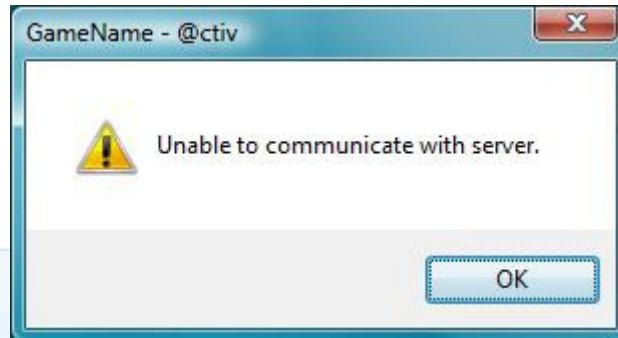 GameName - @ctiv
Unable to communicate with server.
OK